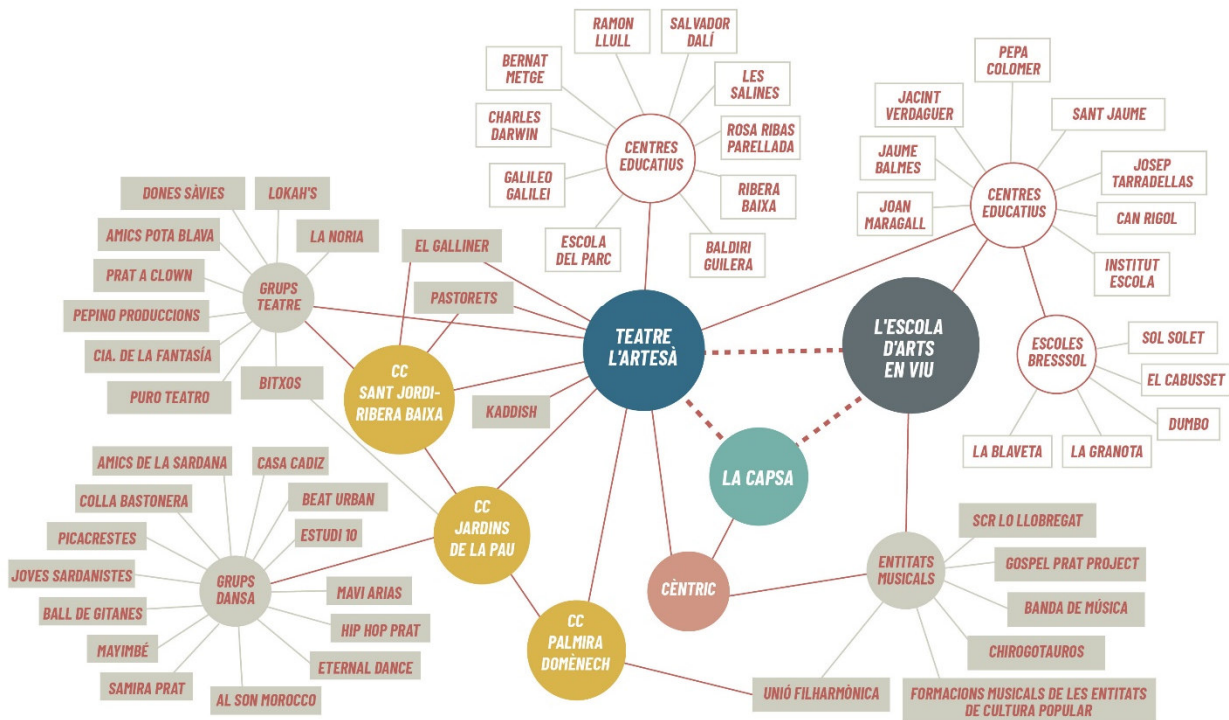 RAMON
LLULL
SALVADOR
DALÍ
BERNAT
METGE
LES
SALINES
CHARLES
DARWIN
CENTRES
EDUCATIUS
ROSA RIBAS
PARELLADA
GALILEO
GALILEI
RIBERA
BAIXA
ESCOLA
DEL PARC
BALDIRI
GUILERA
PEPA
COLOMER
JACINT
VERDAGUER
SANT JAUME
JAUME
BALMES
CENTRES
EDUCATIUS
JOSEP
TARRADELLAS
JOAN
MARAGALL
CAN RIGOL
INSTITUT
ESCOLA
DONES SÀVIES
LOKAH'S
AMICS POTA BLAVA
LA NORIA
PRAT A CLOWN
GRUPS
TEATRE
PEPINO PRODUCCIONS
CIA. DE LA FANTASÍA
BITXOS
PURO TEATRO
EL GALLINER
PASTORETS
TEATRE
L'ARTESÀ
L'ESCOLA
D'ARTS
EN VIU
ESCOLES
BRESSSOL
SOL SOLET
EL CABUSSET
DUMBO
LA BLAVETA
LA GRANOTA
CC
SANT JORDI-
RIBERA BAIXA
KADDISH
LA CAPSA
AMICS DE LA SARDANA
CASA CADIZ
COLLA BASTONERA
BEAT URBAN
PICACRESTES
ESTUDI 10
JOVES SARDANISTES
GRUPS
DANSA
MAVI ARIAS
BALL DE GITANES
HIP HOP PRAT
MAYIMBÉ
ETERNAL DANCE
SAMIRA PRAT
AL SON MOROCCO
CC
JARDINS
DE LA PAU
CÈNTRIC
CC
PALMIRA
DOMÈNECH
ENTITATS
MUSICALS
SCR LO LLOBREGAT
GOSPEL PRAT PROJECT
BANDA DE MÚSICA
CHIROGOTAUROS
UNIÓ FILHARMÒNICA
FORMACIONS MUSICALS DE LES ENTITATS
DE CULTURA POPULAR